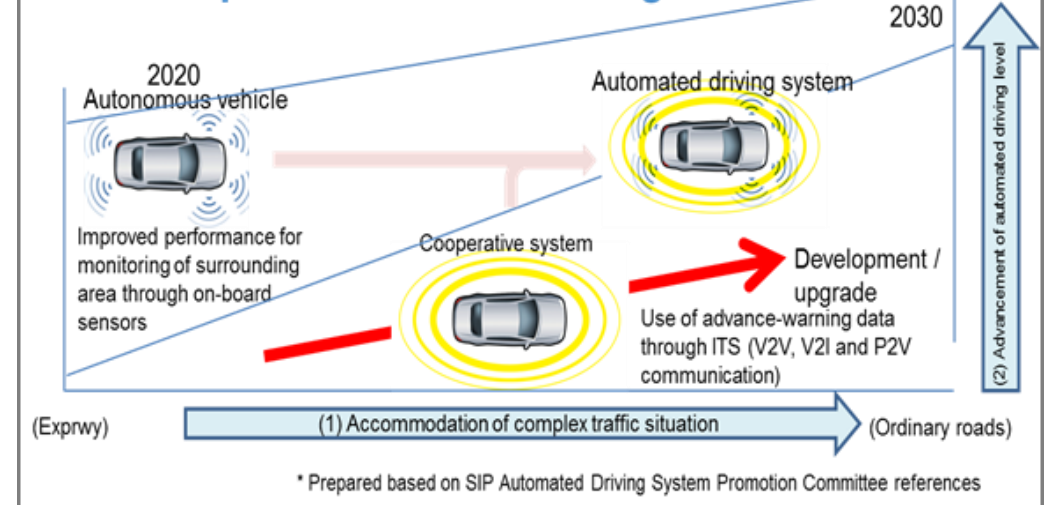 2030
2020
Autonomous vehicle
Automated driving system
Improved performance for
monitoring of surrounding
area through on-board
sensors
Cooperative system
Development /
upgrade
Use of advance-warning data
through ITS (V2V, V2I and P2V
communication)
(2) Advancement of automated driving level
(Exprwy)
(1) Accommodation of complex traffic situation
(Ordinary roads)
* Prepared based on SIP Automated Driving System Promotion Committee references